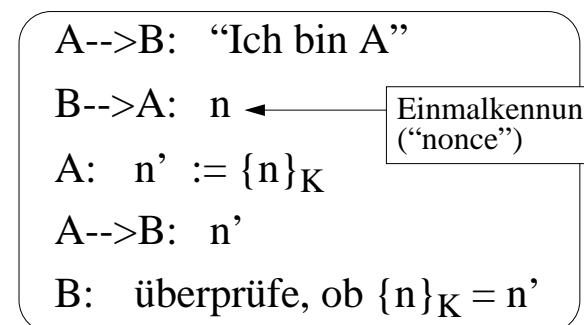 A-->B: “Ich bin A”
B-->A: n
Einmalkennun
(“nonce”)
A: n’ := {n}K
A-->B: n’
B: überprüfe, ob {n}K = n’